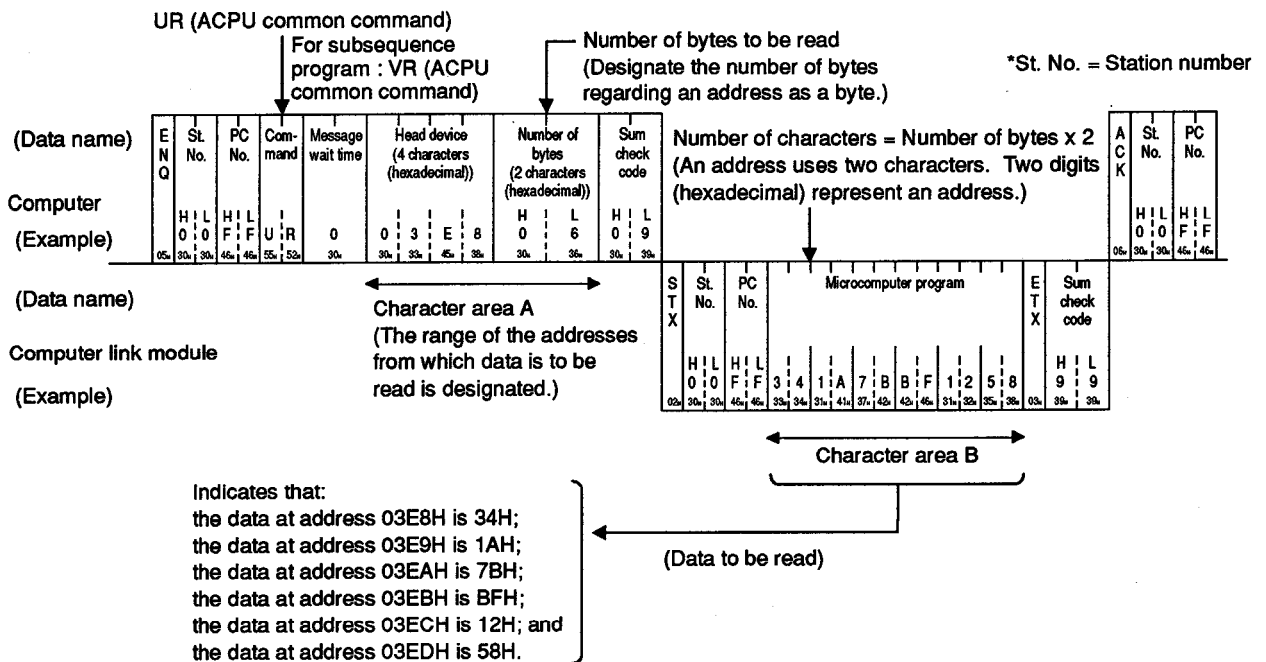 UR (ACPU common command)
For subsequence
program : VR (ACPU
common command)
Number of bytes to be read
(Designate the number of bytes
regarding an address as a byte.)
*St. No. = Station number
(Data name)
E N Q
St. No.
PC No.
Com- mand
Message wait time
Head device (4 characters (hexadecimal))
Number of bytes (2 characters (hexadecimal))
Sum check code
Number of characters = Number of bytes x 2
(An address uses two characters. Two digits
(hexadecimal) represent an address.)
A C K
St. No.
PC No.
Computer
(Example)
H L H L H L H L
0 0 F F U R 0 0 3 E 8 0 6 0 9
05H 30H 30H 46H 46H 55H 52H 30H 30H 33H 45H 38H 30H 36H 30H 39H
H L H L
0 0 F F
06H 30H 30H 46H 46H
(Data name)
S T X
St. No.
PC No.
Microcomputer program
E T X
Sum check code
Character area A
(The range of the addresses
from which data is to be
read is designated.)
Computer link module
(Example)
H L H L H L
0 0 F F 3 4 1 A 7 B B F 1 2 5 8 9 9
02H 30H 30H 46H 46H 33H 34H 31H 41H 37H 42H 42H 46H 31H 32H 35H 38H 03H 39H 39H
Character area B
(Data to be read)
Indicates that:
the data at address 03E8H is 34H;
the data at address 03E9H is 1AH;
the data at address 03EAH is 7BH;
the data at address 03EBH is BFH;
the data at address 03ECH is 12H; and
the data at address 03EDH is 58H.